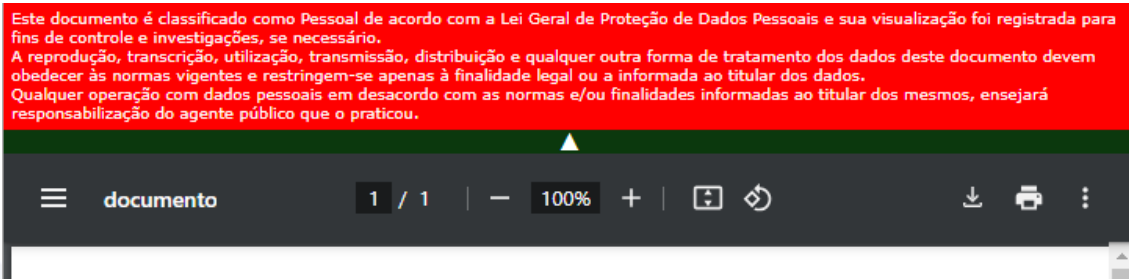 Este documento é classificado como Pessoal de acordo com a Lei Geral de Proteção de Dados Pessoais e sua visualização foi registrada para
fins de controle e investigações, se necessário.
A reprodução, transcrição, utilização, transmissão, distribuição e qualquer outra forma de tratamento dos dados deste documento devem
obedecer às normas vigentes e restringem-se apenas à finalidade legal ou a informada ao titular dos dados.
Qualquer operação com dados pessoais em desacordo com as normas e/ou finalidades informadas ao titular dos mesmos, ensejará
responsabilização do agente público que o praticou.
documento 1 / 1 100%